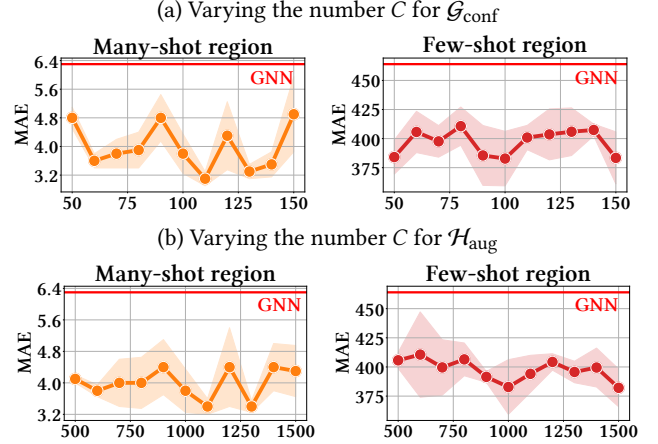 (a) Varying the number C for 𝒢conf
Many-shot region
Few-shot region
MAE
6.4
5.6
4.8
4.0
3.2
GNN
50 75 100 125 150
MAE
450
425
400
375
GNN
50 75 100 125 150
(b) Varying the number C for ℋaug
Many-shot region
Few-shot region
MAE
6.4
5.6
4.8
4.0
3.2
GNN
500 750 1000 1250 1500
MAE
450
425
400
375
GNN
500 750 1000 1250 1500